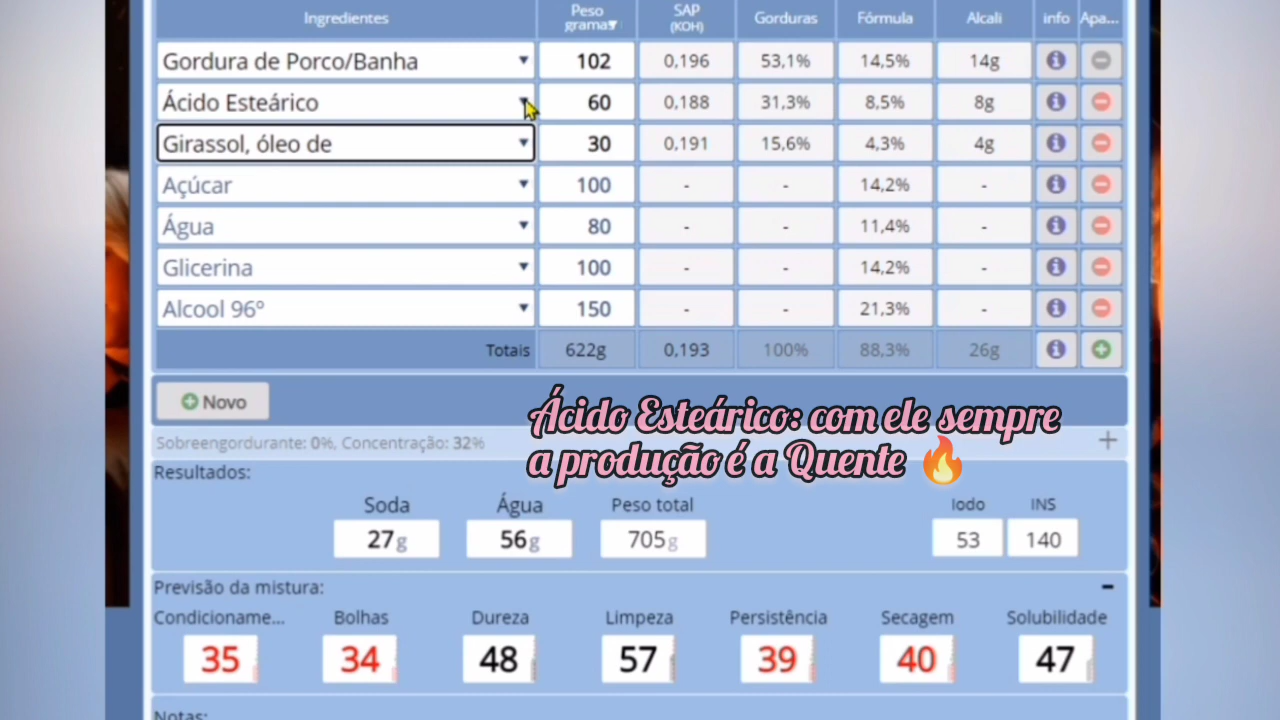 Ingredientes Peso grama▼ SAP (KOH) Gorduras Fórmula Alcali info Apa...
Gordura de Porco/Banha 102 0,196 53,1% 14,5% 14g
Ácido Esteárico 60 0,188 31,3% 8,5% 8g
Girassol, óleo de 30 0,191 15,6% 4,3% 4g
Açúcar 100 - - 14,2% -
Água 80 - - 11,4% -
Glicerina 100 - - 14,2% -
Alcool 96º 150 - - 21,3% -
Totais 622g 0,193 100% 88,3% 26g
Novo
Ácido Esteárico: com ele sempre
a produção é a Quente 🔥
Sobreengordurante: 0%, Concentração: 32%
Resultados:
Soda Água Peso total Iodo INS
27g 56g 705g 53 140
Previsão da mistura:
Condicioname... Bolhas Dureza Limpeza Persistência Secagem Solubilidade
35 34 48 57 39 40 47
Notas: